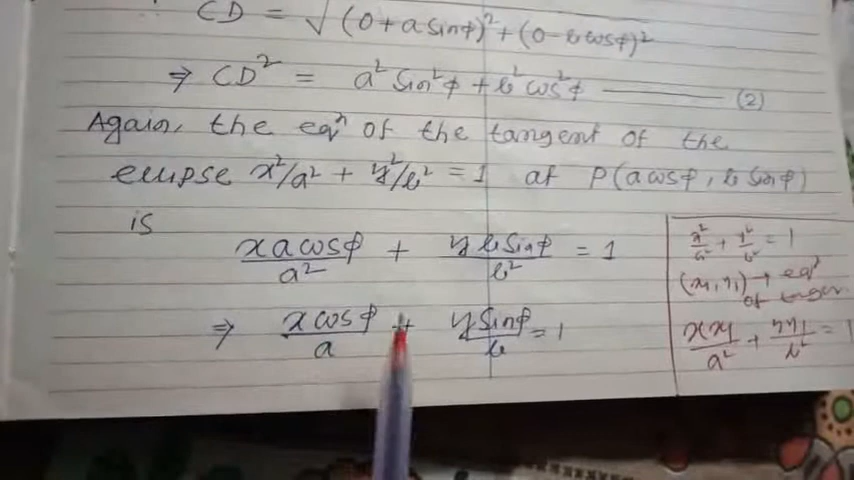 CD = √(0+a sinϕ)²+(0-b cosϕ)²
⇒ CD² = a² sin²ϕ + b² cos²ϕ ——— (2)
Again, the eqⁿ of the tangent of the
ellipse x²/a² + y²/b² = 1 at P(a cosϕ, b sinϕ)
is
x a cosϕ/a² + y b sinϕ/b² = 1
⇒ x cosϕ/a + y sinϕ/b = 1
x²/a² + y²/b² = 1
(x₁, y₁) → eqⁿ
of tangen
xx₁/a² + yy₁/b² = 1